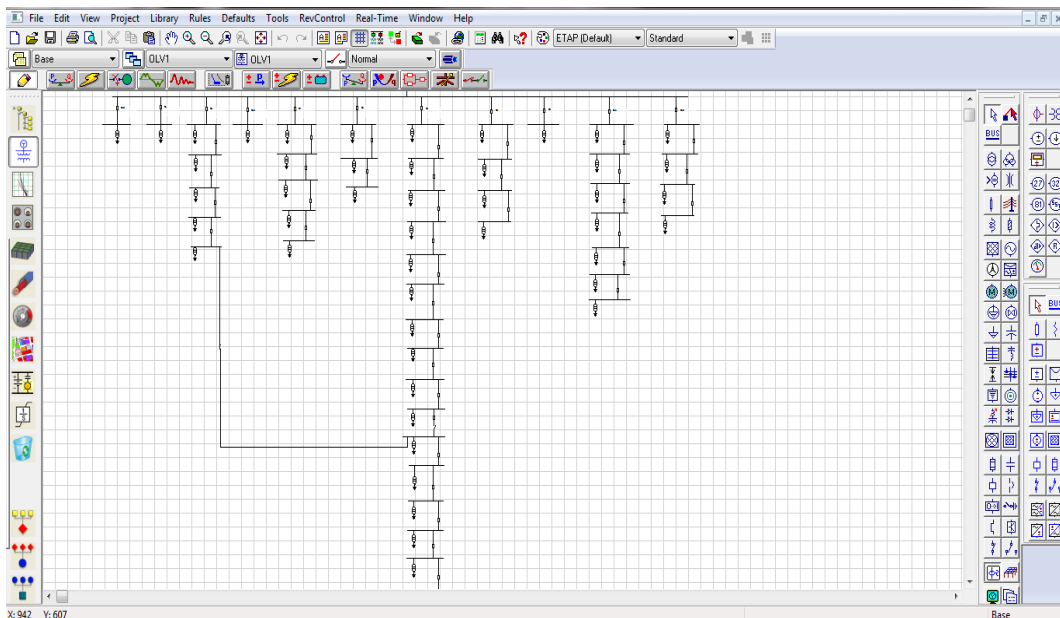 File Edit View Project Library Rules Defaults Tools RevControl Real-Time Window Help
ETAP (Default) Standard
Base OLV1 OLV1 Normal
BUS
BUS
X: 942 Y: 607 Base